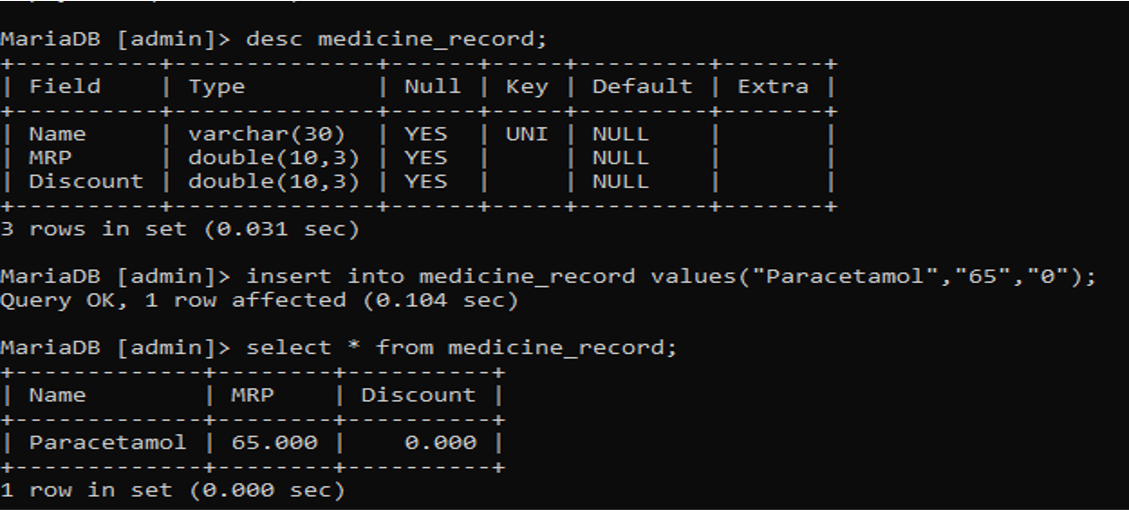 MariaDB [admin]> desc medicine_record;
+----------+--------------+------+-----+---------+-------+
| Field    | Type         | Null | Key | Default | Extra |
+----------+--------------+------+-----+---------+-------+
| Name     | varchar(30)  | YES  | UNI | NULL    |       |
| MRP      | double(10,3) | YES  |     | NULL    |       |
| Discount | double(10,3) | YES  |     | NULL    |       |
+----------+--------------+------+-----+---------+-------+
3 rows in set (0.031 sec)
MariaDB [admin]> insert into medicine_record values("Paracetamol","65","0");
Query OK, 1 row affected (0.104 sec)
MariaDB [admin]> select * from medicine_record;
+-------------+--------+----------+
| Name        | MRP    | Discount |
+-------------+--------+----------+
| Paracetamol | 65.000 |    0.000 |
+-------------+--------+----------+
1 row in set (0.000 sec)